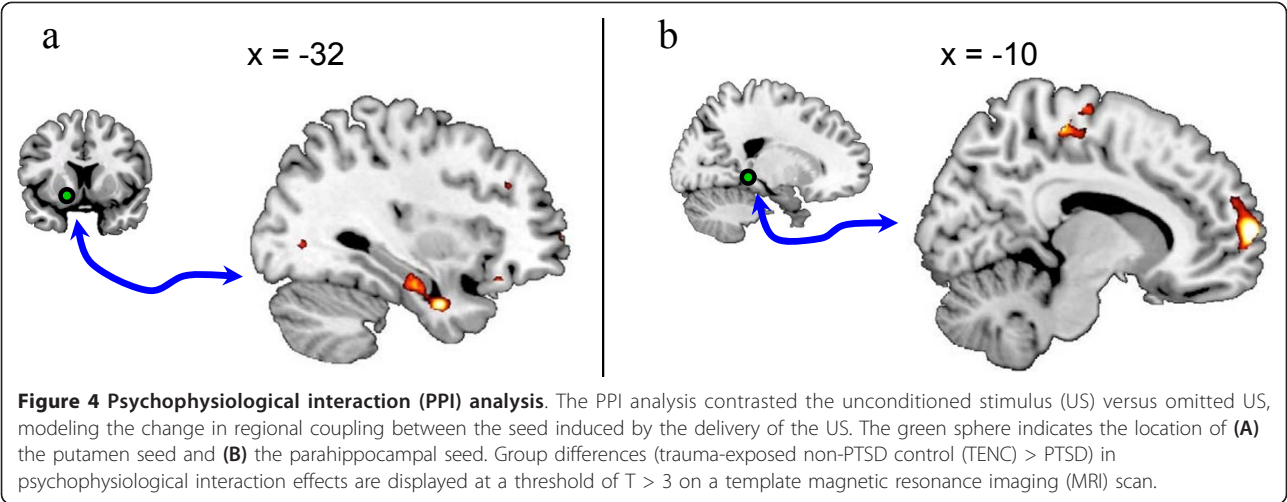 a
x = -32
b
x = -10
Figure 4 Psychophysiological interaction (PPI) analysis. The PPI analysis contrasted the unconditioned stimulus (US) versus omitted US,
modeling the change in regional coupling between the seed induced by the delivery of the US. The green sphere indicates the location of (A)
the putamen seed and (B) the parahippocampal seed. Group differences (trauma-exposed non-PTSD control (TENC) > PTSD) in
psychophysiological interaction effects are displayed at a threshold of T > 3 on a template magnetic resonance imaging (MRI) scan.